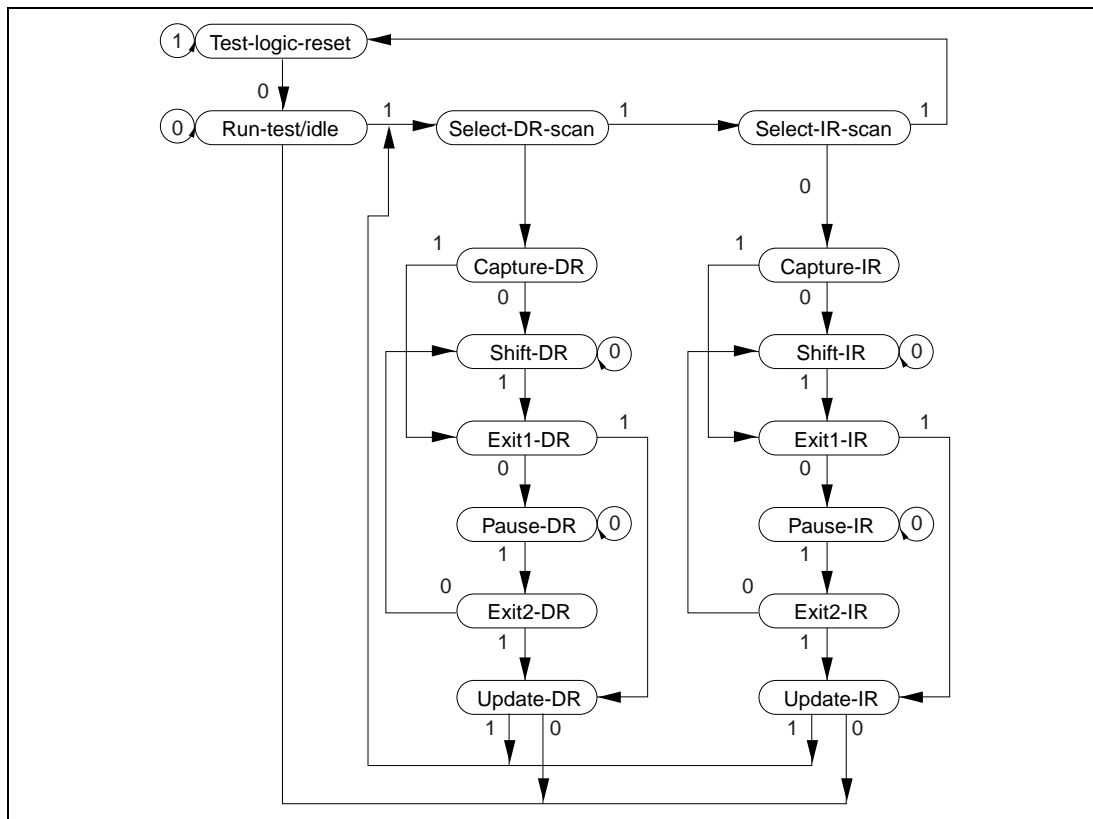 1 Test-logic-reset
0
0 Run-test/idle 1 Select-DR-scan 1 Select-IR-scan 1
0
1 1
Capture-DR Capture-IR
0 0
Shift-DR 0 Shift-IR 0
1 1
Exit1-DR 1 Exit1-IR 1
0 0
Pause-DR 0 Pause-IR 0
1 1
0 0
Exit2-DR Exit2-IR
1 1
Update-DR Update-IR
1 0 1 0